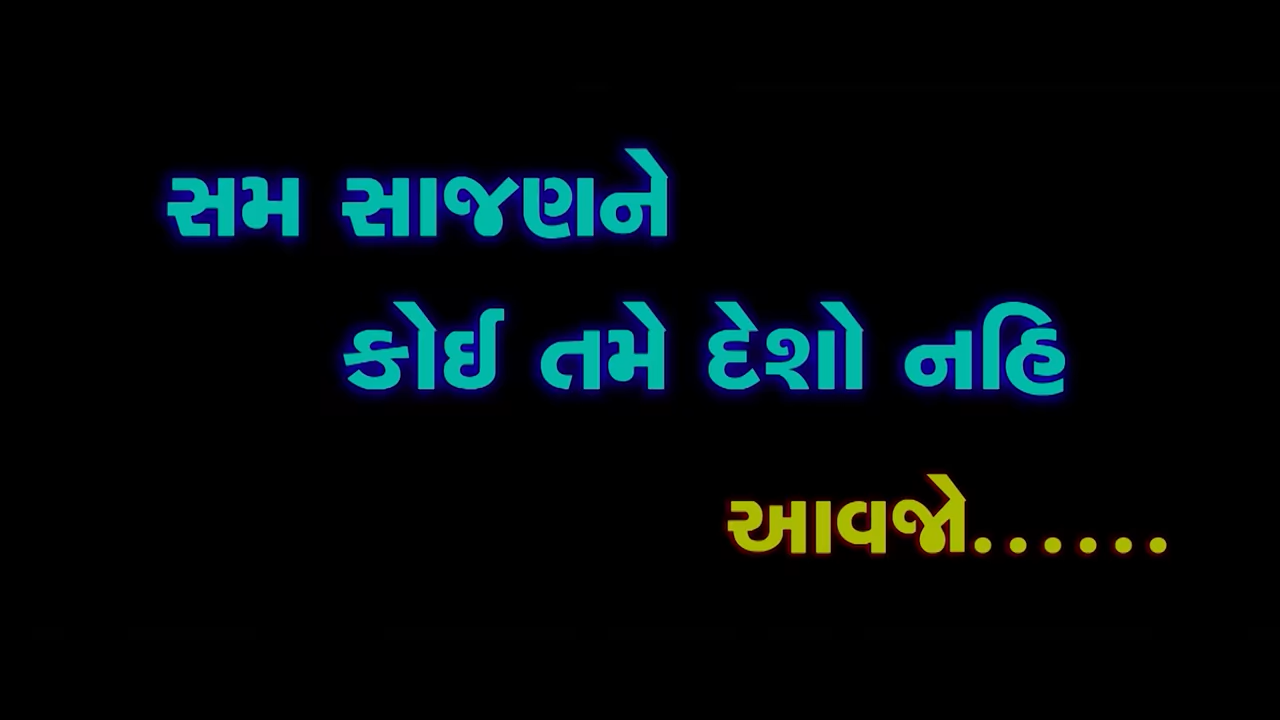 સમ સાજણને
કોઈ તમે દેશો નહિ
આવજો......